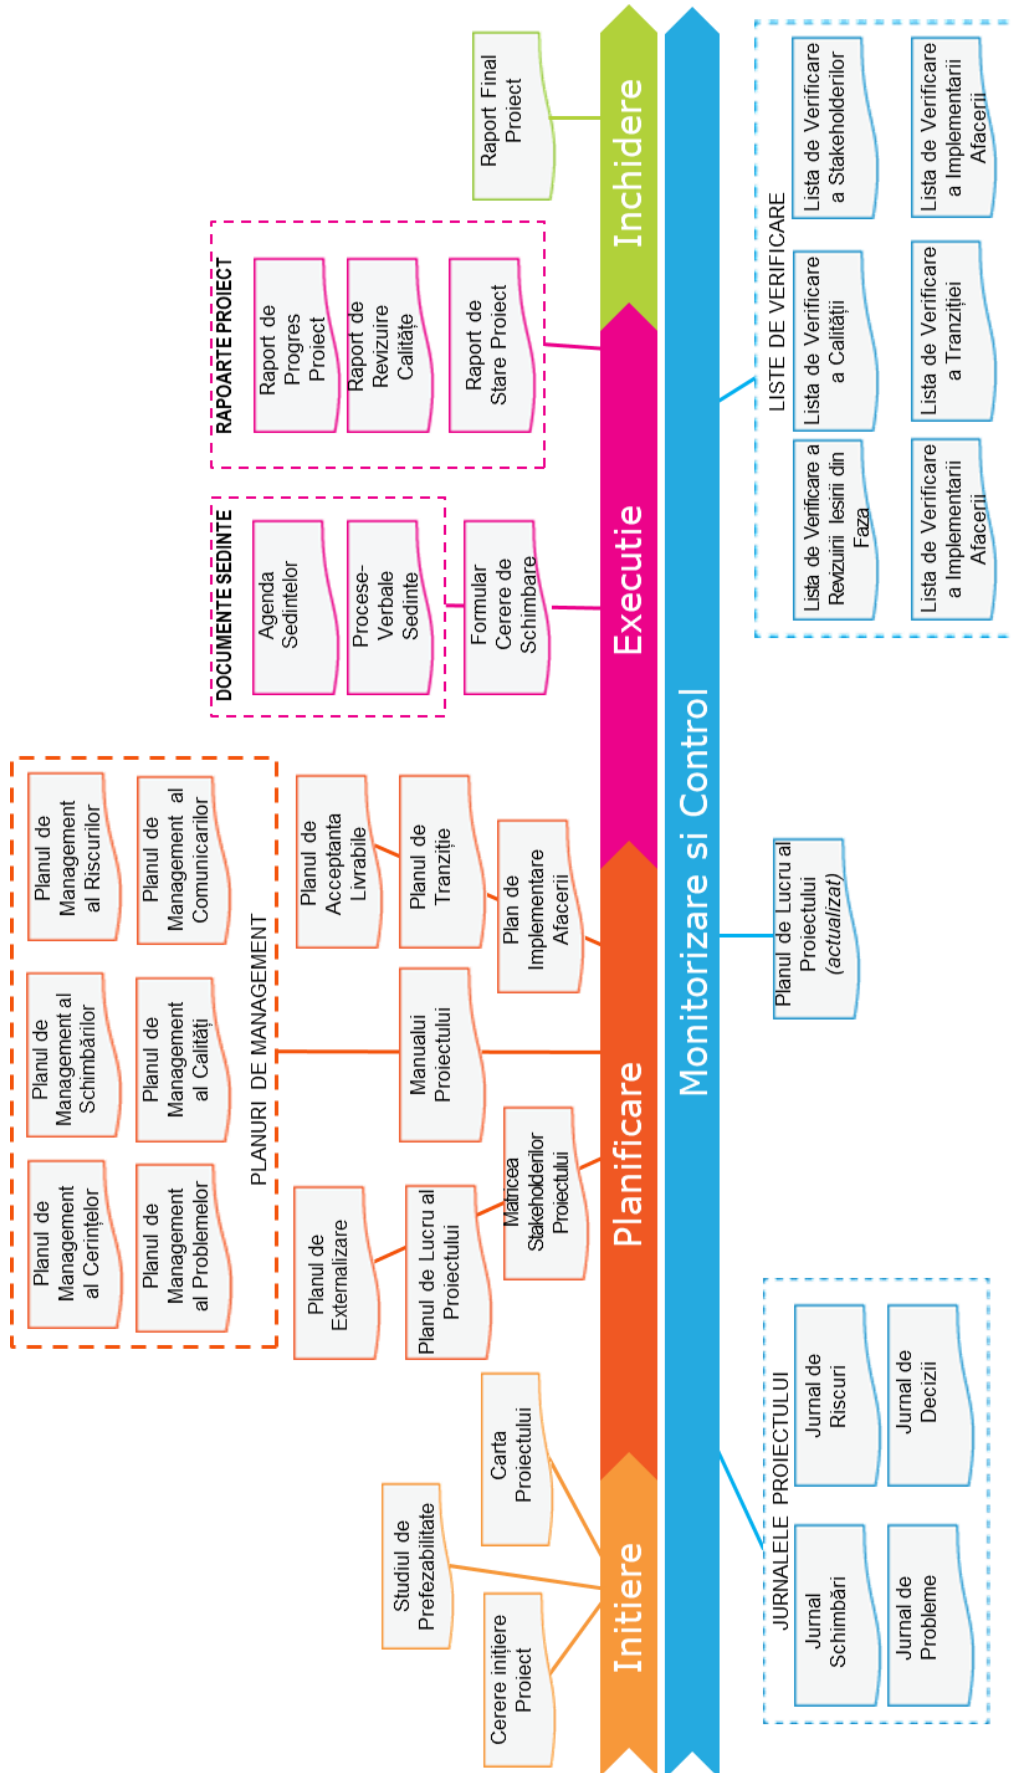 Planul de
Management
al Cerințelor
Planul de
Management al
Schimbărilor
Planul de
Management
al Riscurilor
Planul de
Management
al Problemelor
Planul de
Management
al Calități
Planul de
Management al
Comunicarilor
PLANURI DE MANAGEMENT
DOCUMENTE SEDINTE
Agenda
Sedintelor
Procese-
Verbale
Sedinte
Formular
Cerere de
Schimbare
RAPOARTE PROIECT
Raport de
Progres
Proiect
Raport de
Revizuire
Calitățe
Raport de
Stare Proiect
Planul de
Externalizare
Planul de Lucru al
Proiectului
Matricea
Stakeholderilor
Proiectului
Manualui
Proiectului
Planul de
Acceptanta
Livrabile
Planul de
Tranziție
Plan de
Implementare
Afacerii
Studiul de
Prefezabilitate
Cerere inițiere
Proiect
Carta
Proiectului
Raport Final
Proiect
Initiere
Planificare
Executie
Inchidere
Monitorizare si Control
JURNALELE PROIECTULUI
Jurnal
Schimbări
Jurnal de
Riscuri
Jurnal de
Probleme
Jurnal de
Decizii
Planul de Lucru al
Proiectului
(actualizat)
LISTE DE VERIFICARE
Lista de Verificare a
Revizuirii Iesirii din
Faza
Lista de Verificare
a Calității
Lista de Verificare
a Stakeholderilor
Lista de Verificare
a Implementarii
Afacerii
Lista de Verificare
a Tranziției
Lista de Verificare
a Implementarii
Afacerii